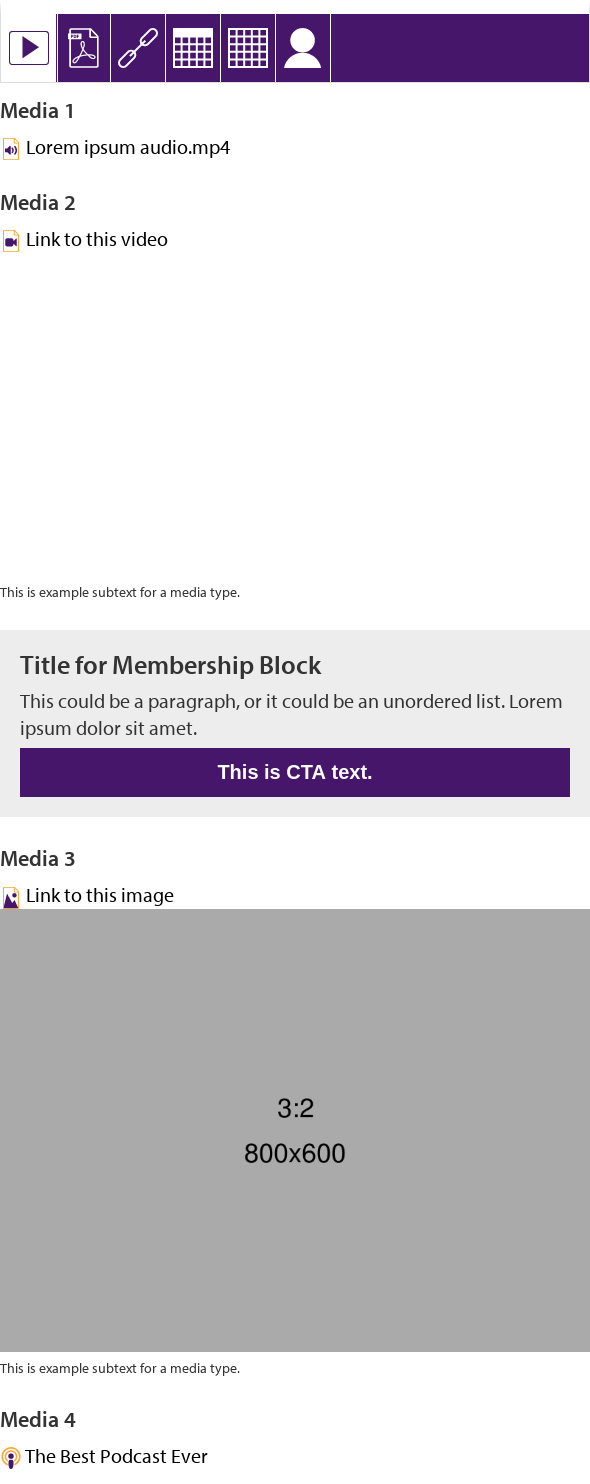 PDF
Media 1
Lorem ipsum audio.mp4
Media 2
Link to this video
This is example subtext for a media type.
Title for Membership Block
This could be a paragraph, or it could be an unordered list. Lorem
ipsum dolor sit amet.
This is CTA text.
Media 3
Link to this image
3:2
800x600
This is example subtext for a media type.
Media 4
The Best Podcast Ever